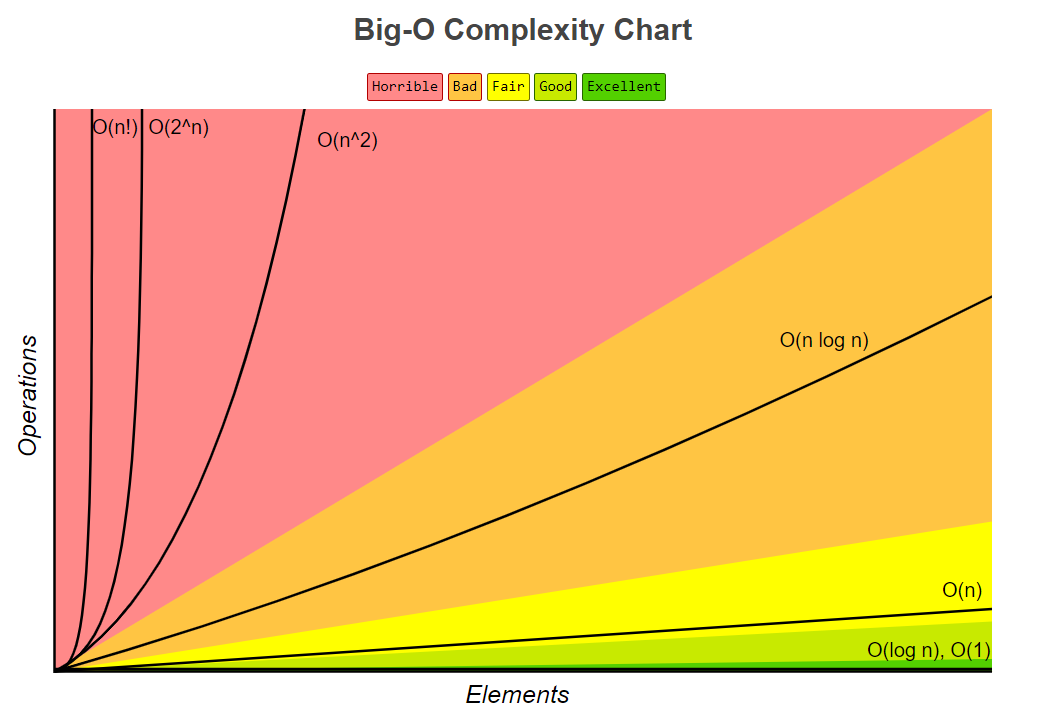 Big-O Complexity Chart
Horrible Bad Fair Good Excellent
O(n!) O(2^n)
O(n^2)
O(n log n)
O(n)
O(log n), O(1)
Operations
Elements